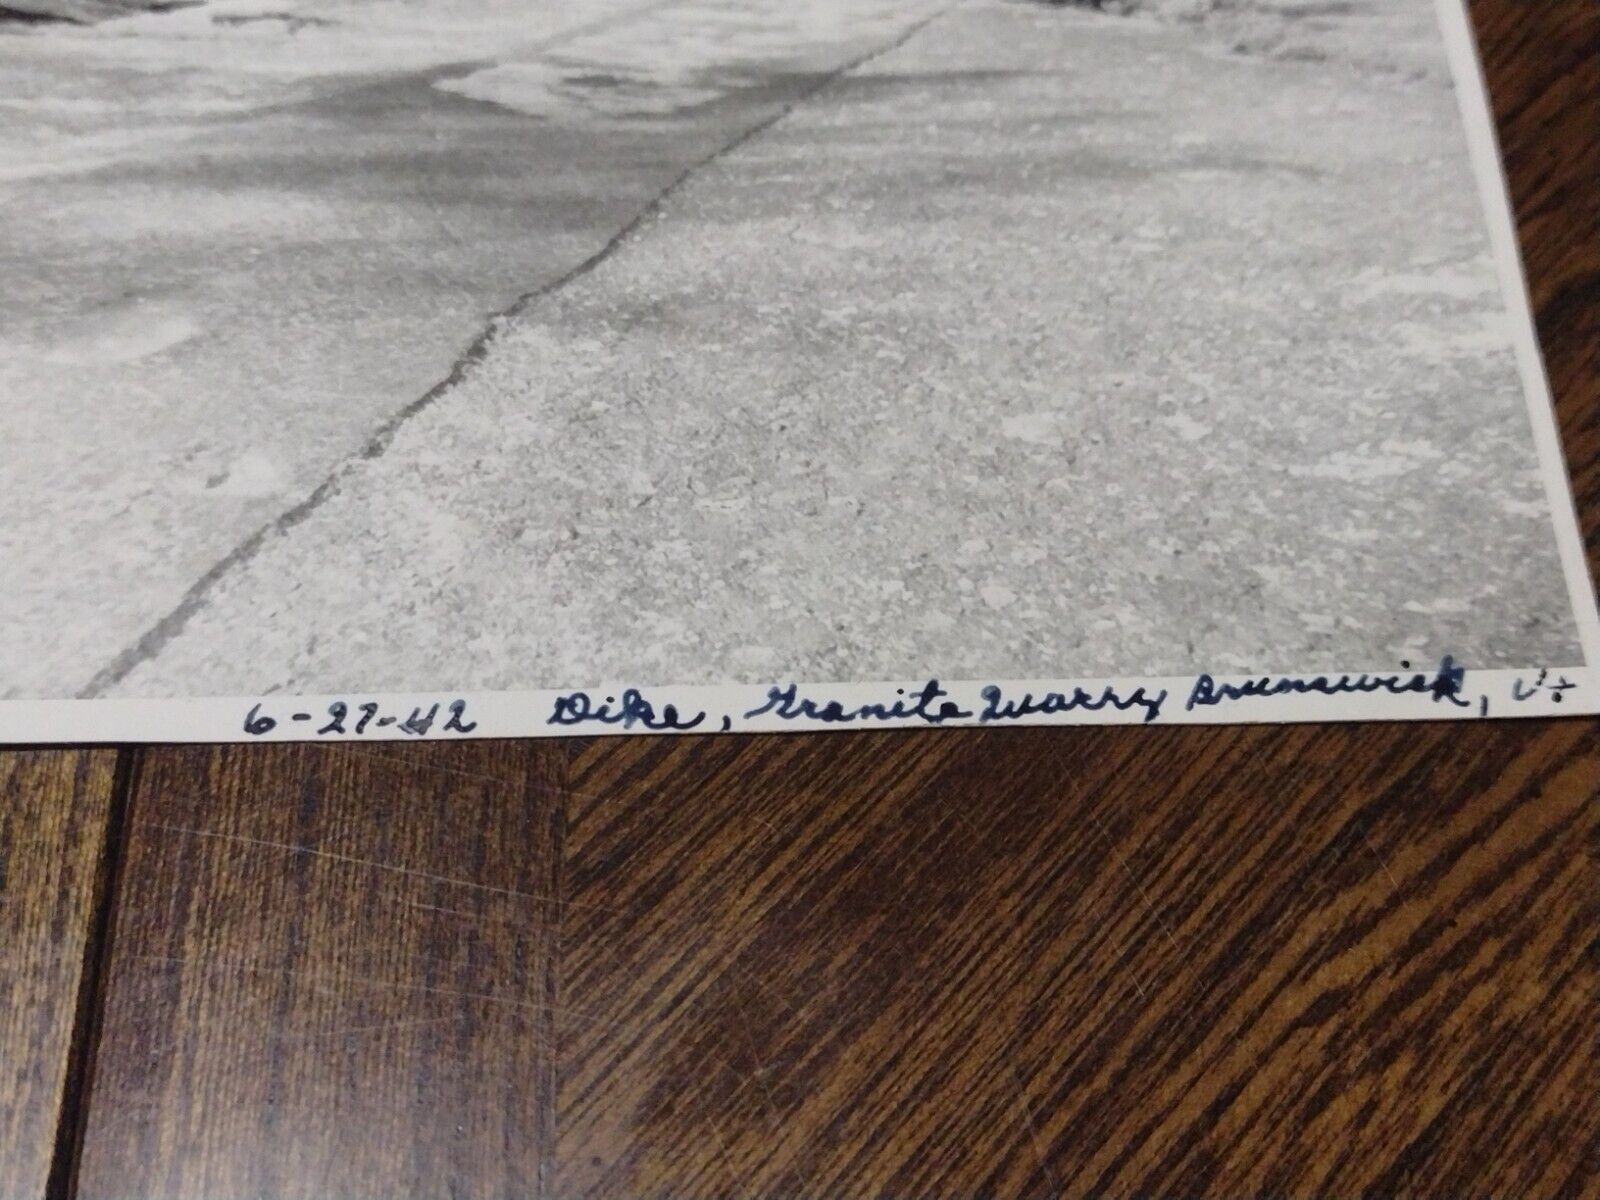 6-27-42 Dike, Granite Quarry Brunswick, Vt